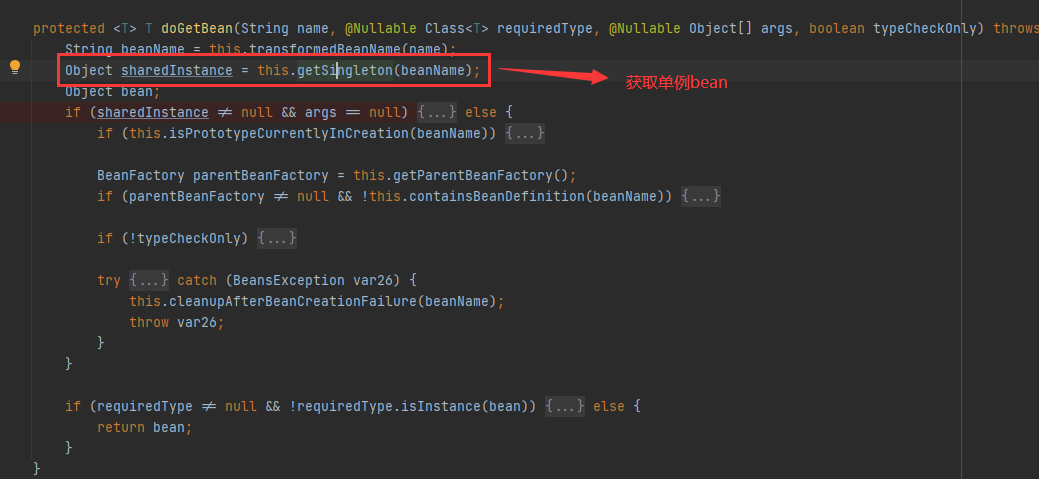 protected <T> T doGetBean(String name, @Nullable Class<T> requiredType, @Nullable Object[] args, boolean typeCheckOnly) throws
String beanName = this.transformedBeanName(name);
Object sharedInstance = this.getSingleton(beanName);
获取单例bean
Object bean;
if (sharedInstance ≠ null && args == null) {...} else {
if (this.isPrototypeCurrentlyInCreation(beanName)) {...}
BeanFactory parentBeanFactory = this.getParentBeanFactory();
if (parentBeanFactory ≠ null && !this.containsBeanDefinition(beanName)) {...}
if (!typeCheckOnly) {...}
try {...} catch (BeansException var26) {
this.cleanupAfterBeanCreationFailure(beanName);
throw var26;
}
}
if (requiredType ≠ null && !requiredType.isInstance(bean)) {...} else {
return bean;
}
}